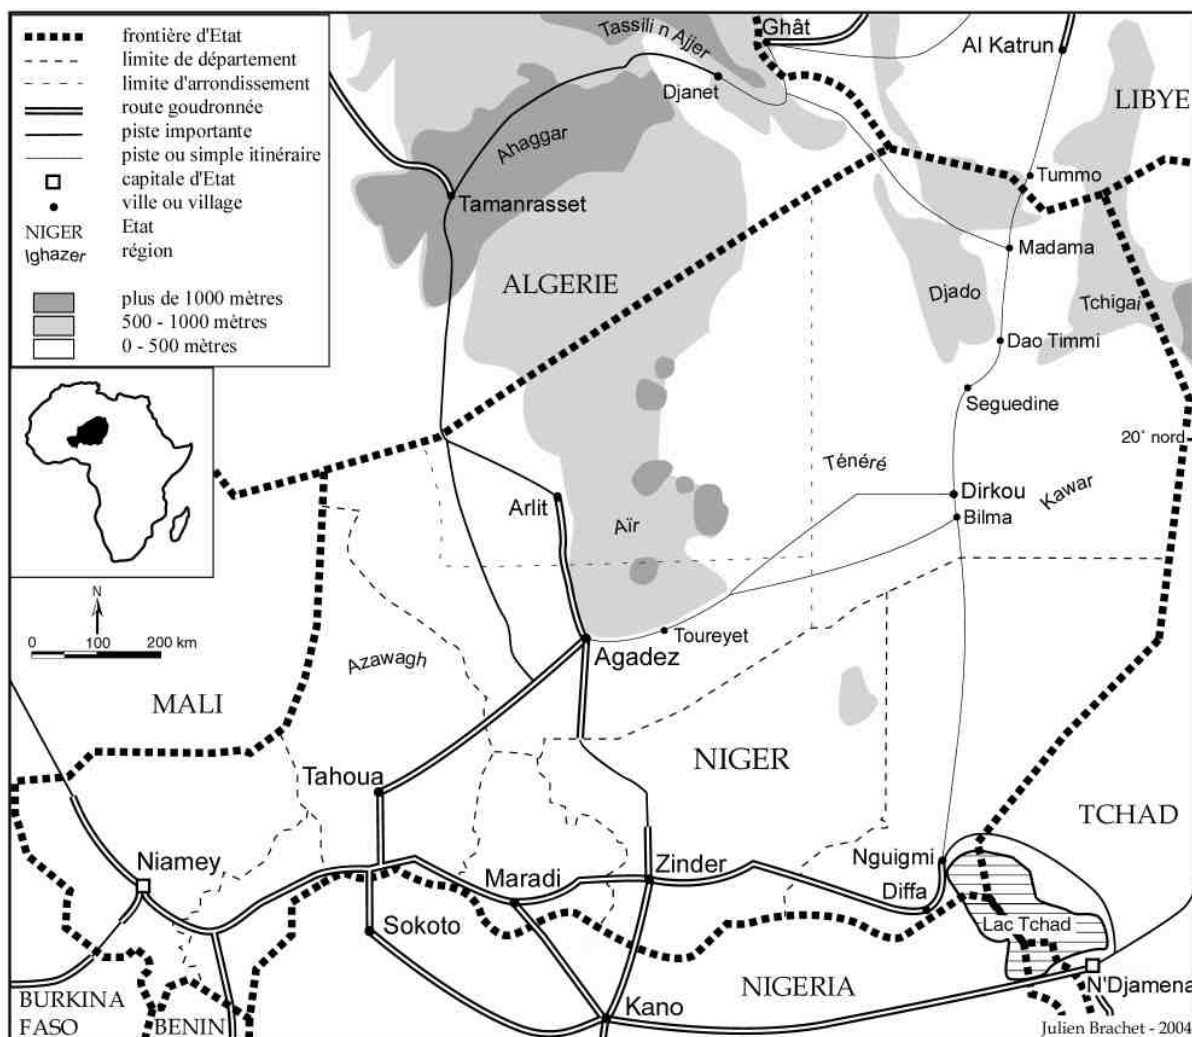 frontière d'Etat
limite de département
limite d'arrondissement
route goudronnée
piste importante
piste ou simple itinéraire
capitale d'Etat
ville ou village
NIGER Etat
Ighazer région
plus de 1000 mètres
500 - 1000 mètres
0 - 500 mètres
Tassili n Ajjer
Ghât
Al Katrun
LIBYE
Djanet
Ahaggar
Tamanrasset
Tummo
Madama
ALGERIE
Djado
Tchigai
Dao Timmi
Seguedine
20° nord
Ténéré
Dirkou
Kawar
Bilma
Arlit
Aïr
N
0 100 200 km
Toureyet
Agadez
Azawagh
MALI
NIGER
Tahoua
TCHAD
Niamey
Maradi
Zinder
Nguigmi
Diffa
Sokoto
Lac Tchad
NIGERIA
N'Djamena
BURKINA
FASO
BENIN
Kano
Julien Brachet - 2004